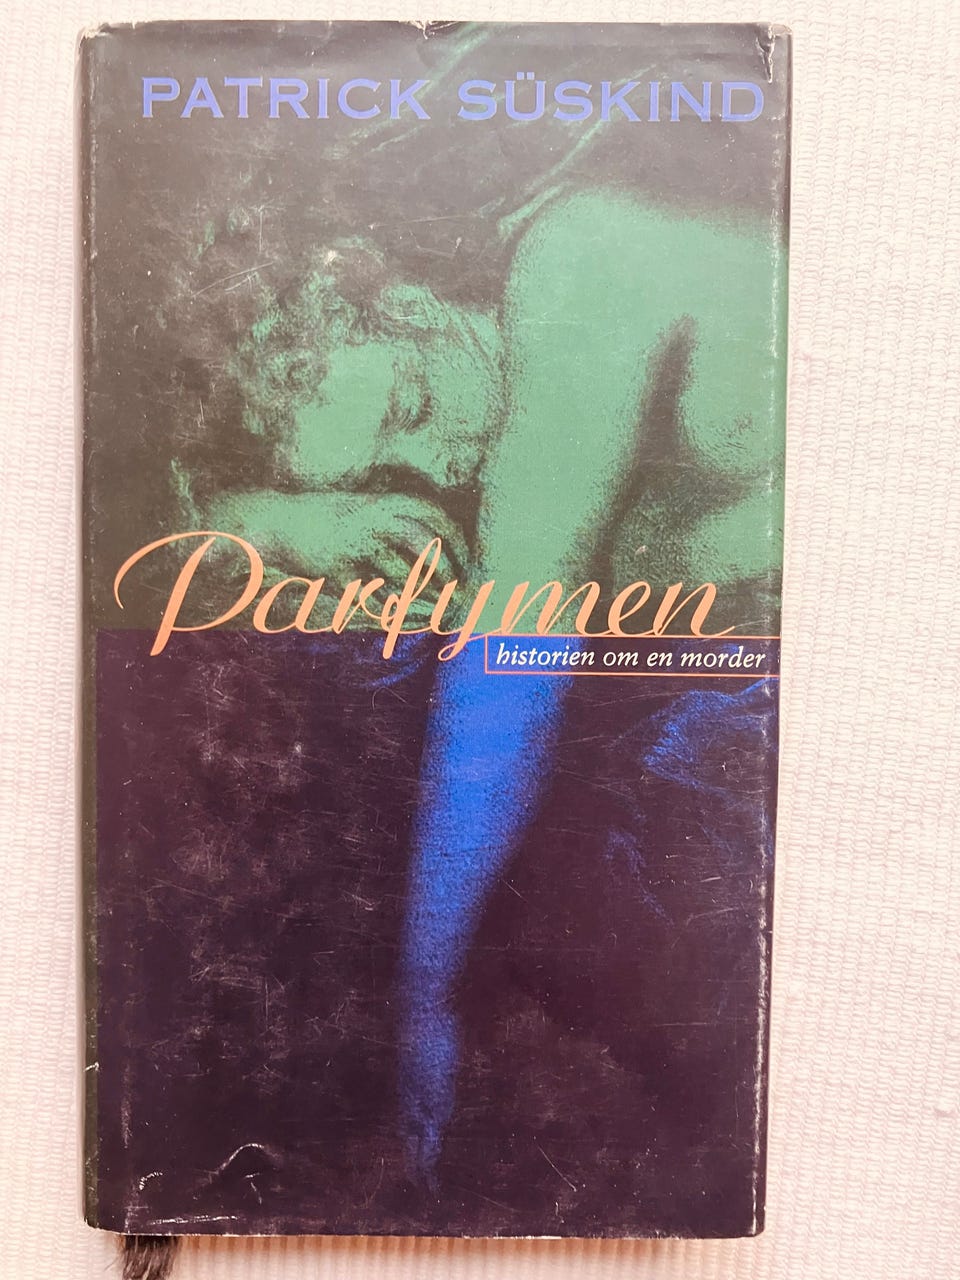 PATRICK SÜSKIND
Parfymen
historien om en morder